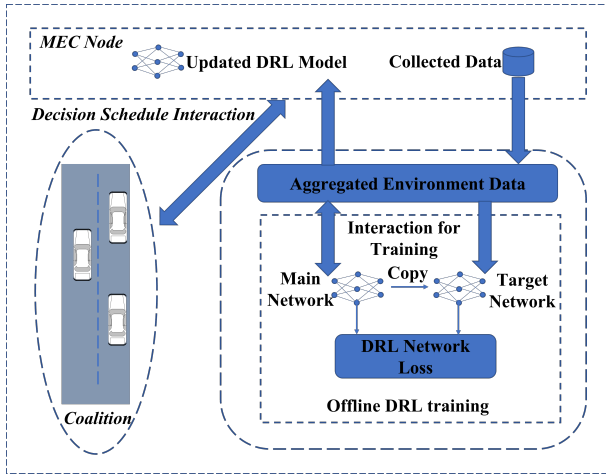 MEC Node
Updated DRL Model
Collected Data
Decision Schedule Interaction
Aggregated Environment Data
Interaction for
Training
Main
Network
Copy
Target
Network
DRL Network
Loss
Offline DRL training
Coalition